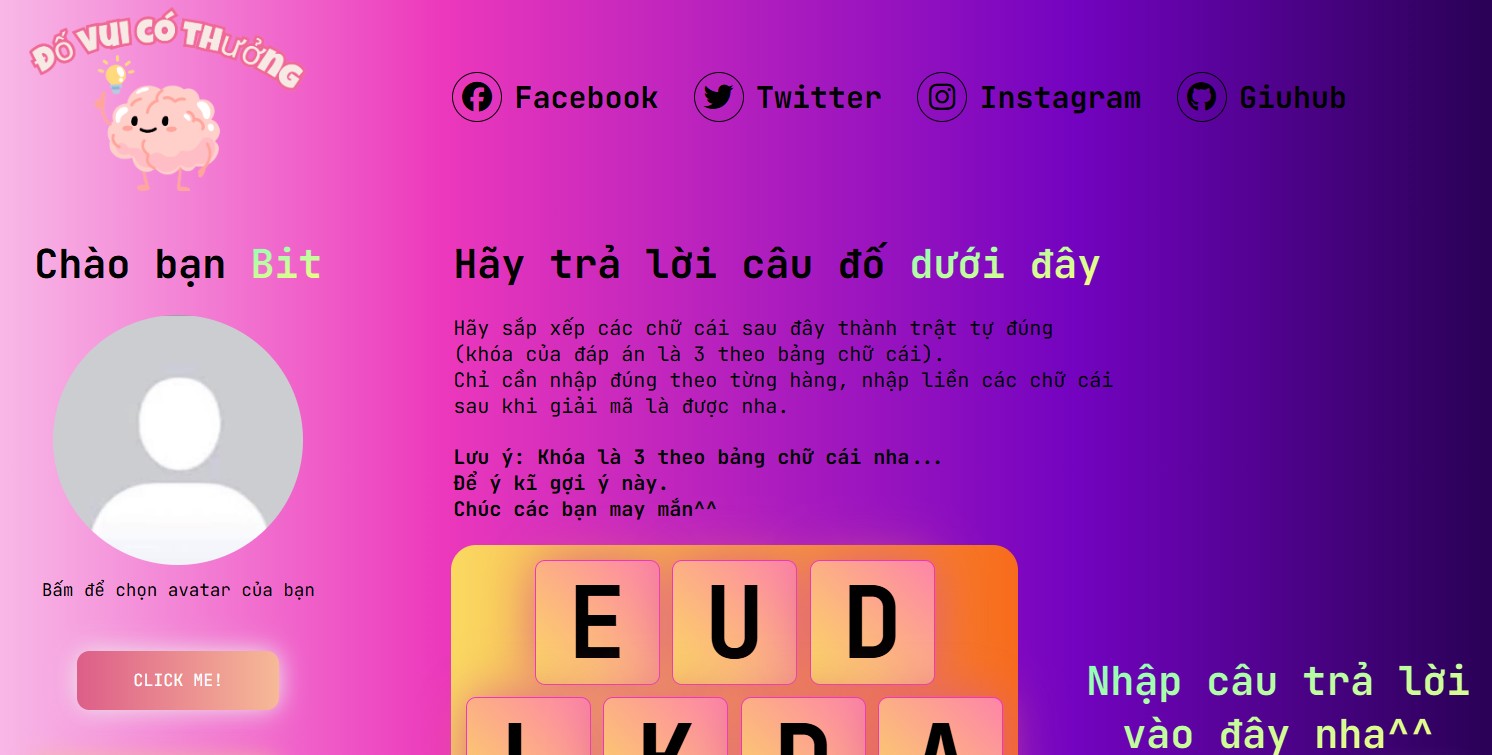 ĐỐ VUI CÓ THƯỞNG
Facebook
Twitter
Instagram
Giuhub
Chào bạn Bit
Bấm để chọn avatar của bạn
CLICK ME!
Hãy trả lời câu đố dưới đây
Hãy sắp xếp các chữ cái sau đây thành trật tự đúng
(khóa của đáp án là 3 theo bảng chữ cái).
Chỉ cần nhập đúng theo từng hàng, nhập liền các chữ cái
sau khi giải mã là được nha.
Lưu ý: Khóa là 3 theo bảng chữ cái nha...
Để ý kĩ gợi ý này.
Chúc các bạn may mắn^^
E U D
Nhập câu trả lời
vào đây nha^^